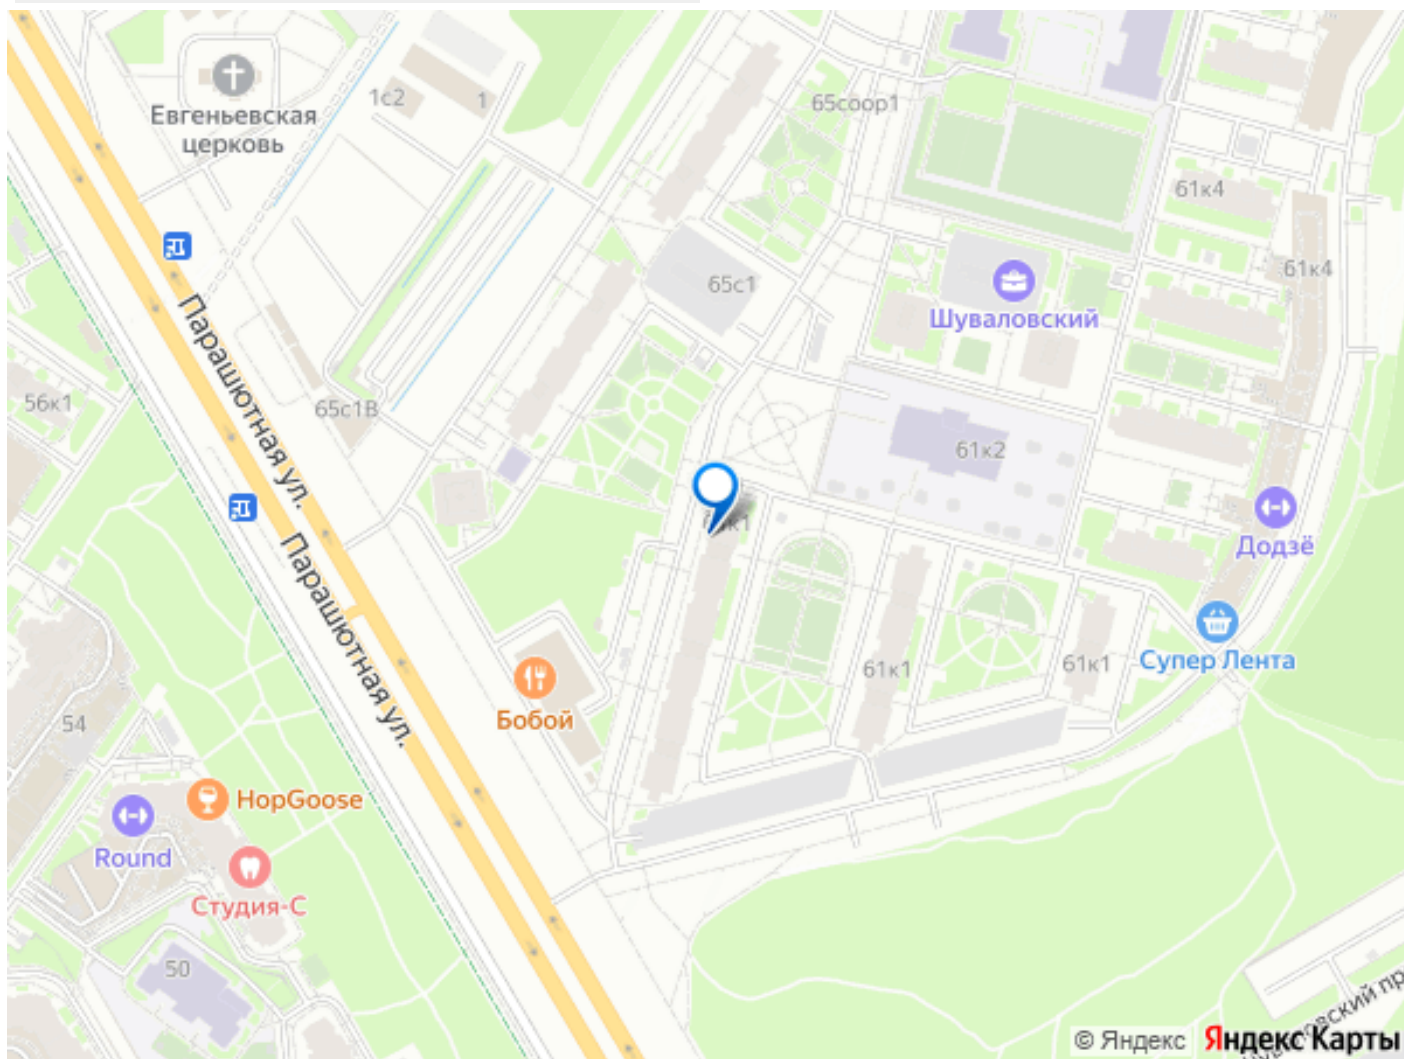 Евгеньевская
церковь
1с2
1
65соор1
61к4
65с1
Шуваловский
61к4
Парашютная ул.
56к1
65с1В
61к2
Додзё
Парашютная ул.
61к1
61к1
Супер Лента
Бобой
54
HopGoose
Round
Студия-С
50
© Яндекс
Яндекс Карты